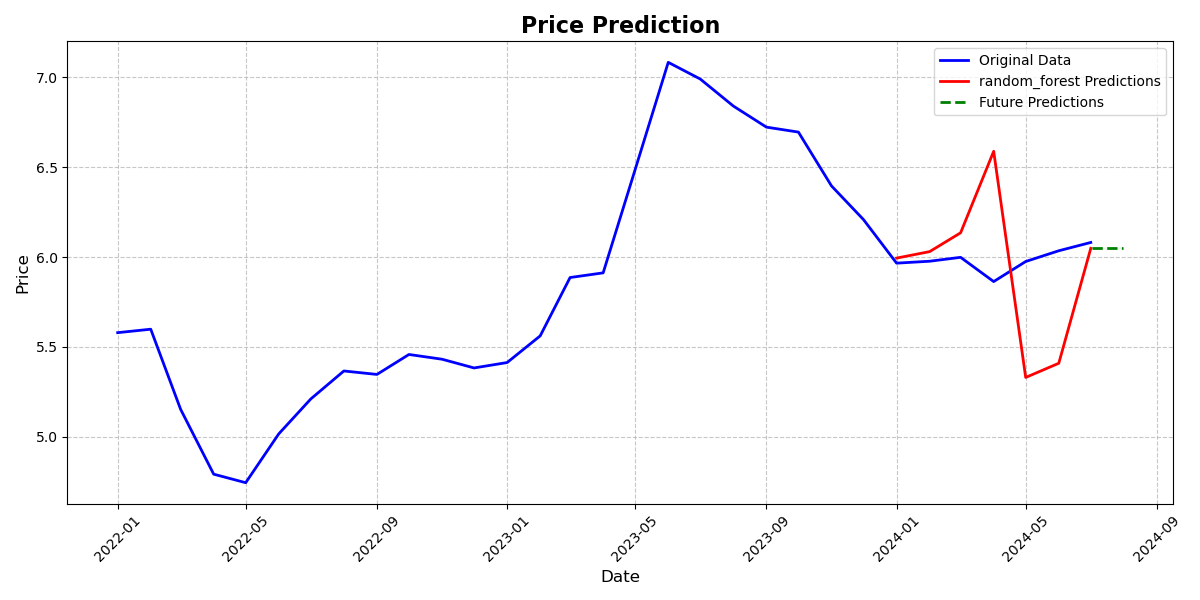 Price Prediction
Original Data
random_forest Predictions
Future Predictions
Price
7.0
6.5
6.0
5.5
5.0
2022-01
2022-05
2022-09
2023-01
2023-05
2023-09
2024-01
2024-05
2024-09
Date